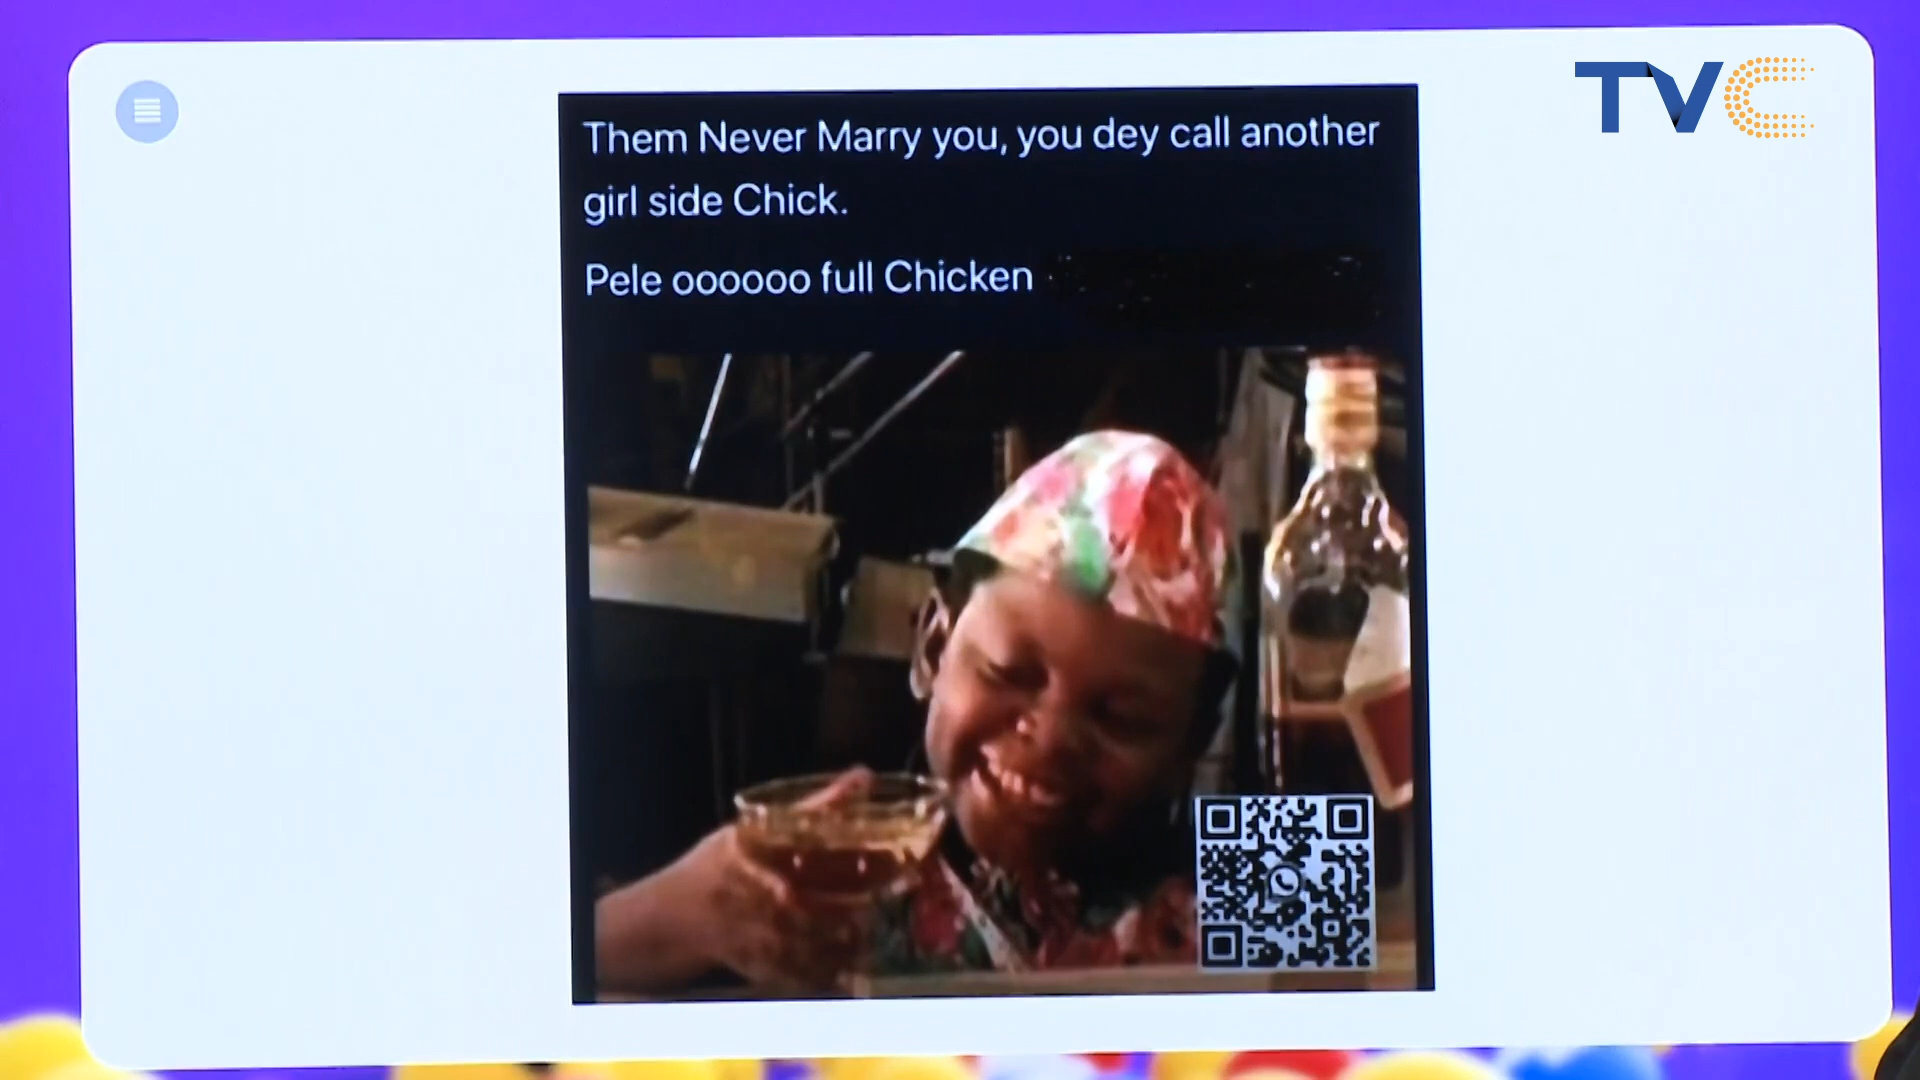 TVC
Them Never Marry you, you dey call another
girl side Chick.
Pele oooooo full Chicken